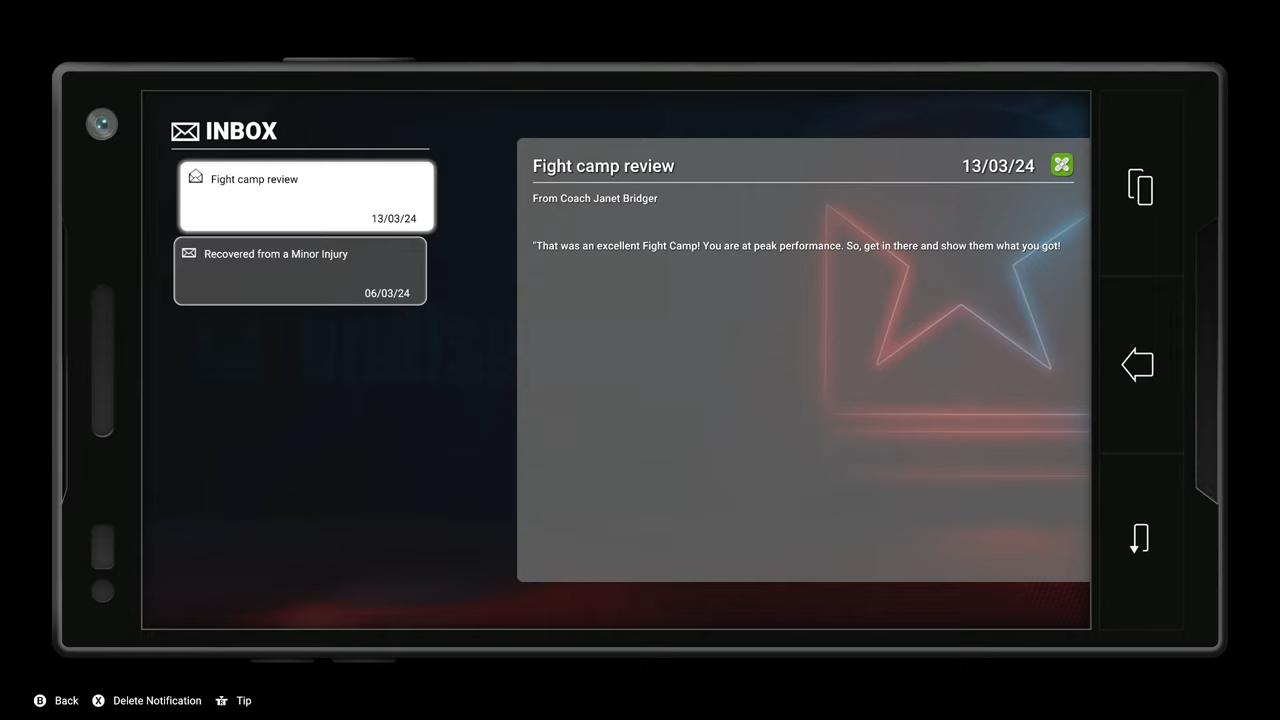 INBOX
Fight camp review
13/03/24
Recovered from a Minor Injury
06/03/24
Fight camp review 13/03/24
From Coach Janet Bridger
"That was an excellent Fight Camp! You are at peak performance. So, get in there and show them what you got!
B Back X Delete Notification Tip